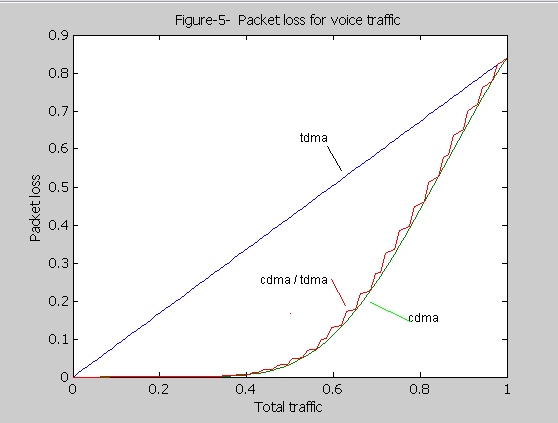 Figure-5-  Packet loss for voice traffic
0.9
0.8
0.7
0.6
0.5
0.4
0.3
0.2
0.1
0
Packet loss
tdma
cdma / tdma
cdma
0 0.2 0.4 0.6 0.8 1
Total traffic